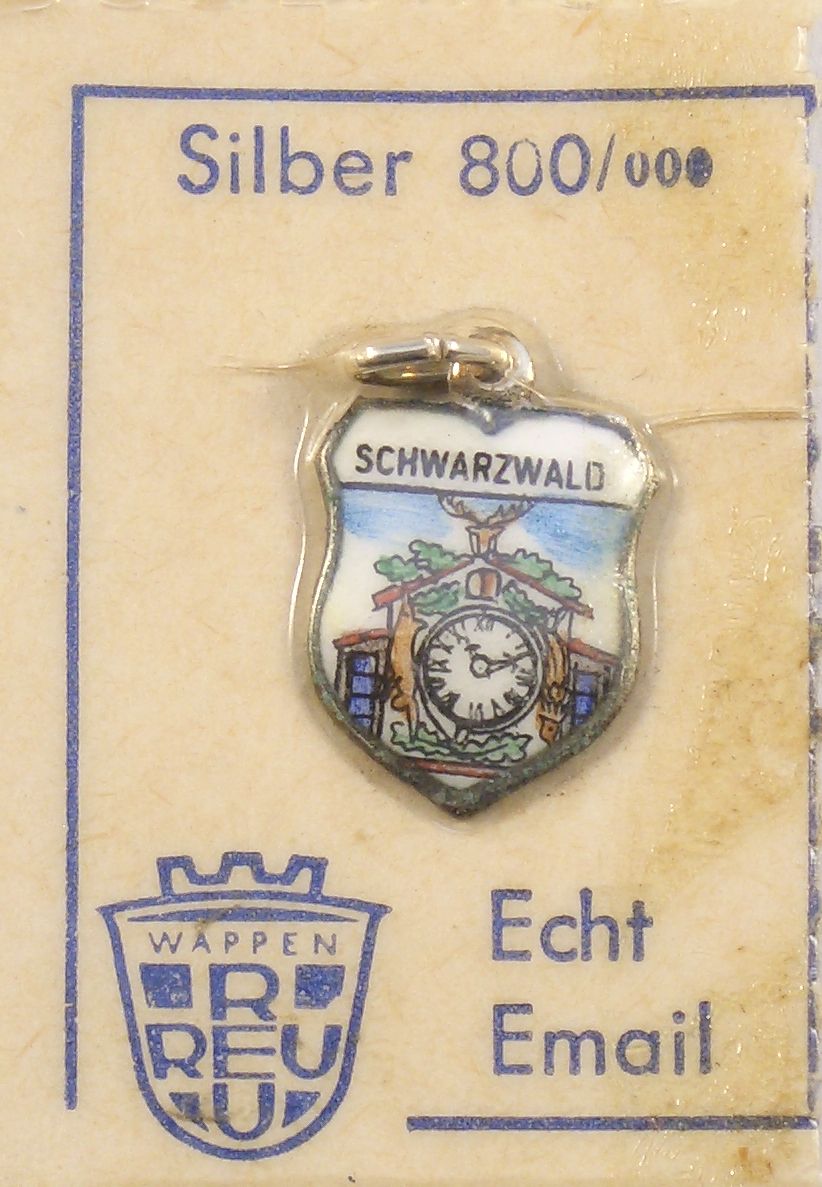 Silber 800/000
SCHWARZWALD
WAPPEN
R
REU
U
Echt
Email